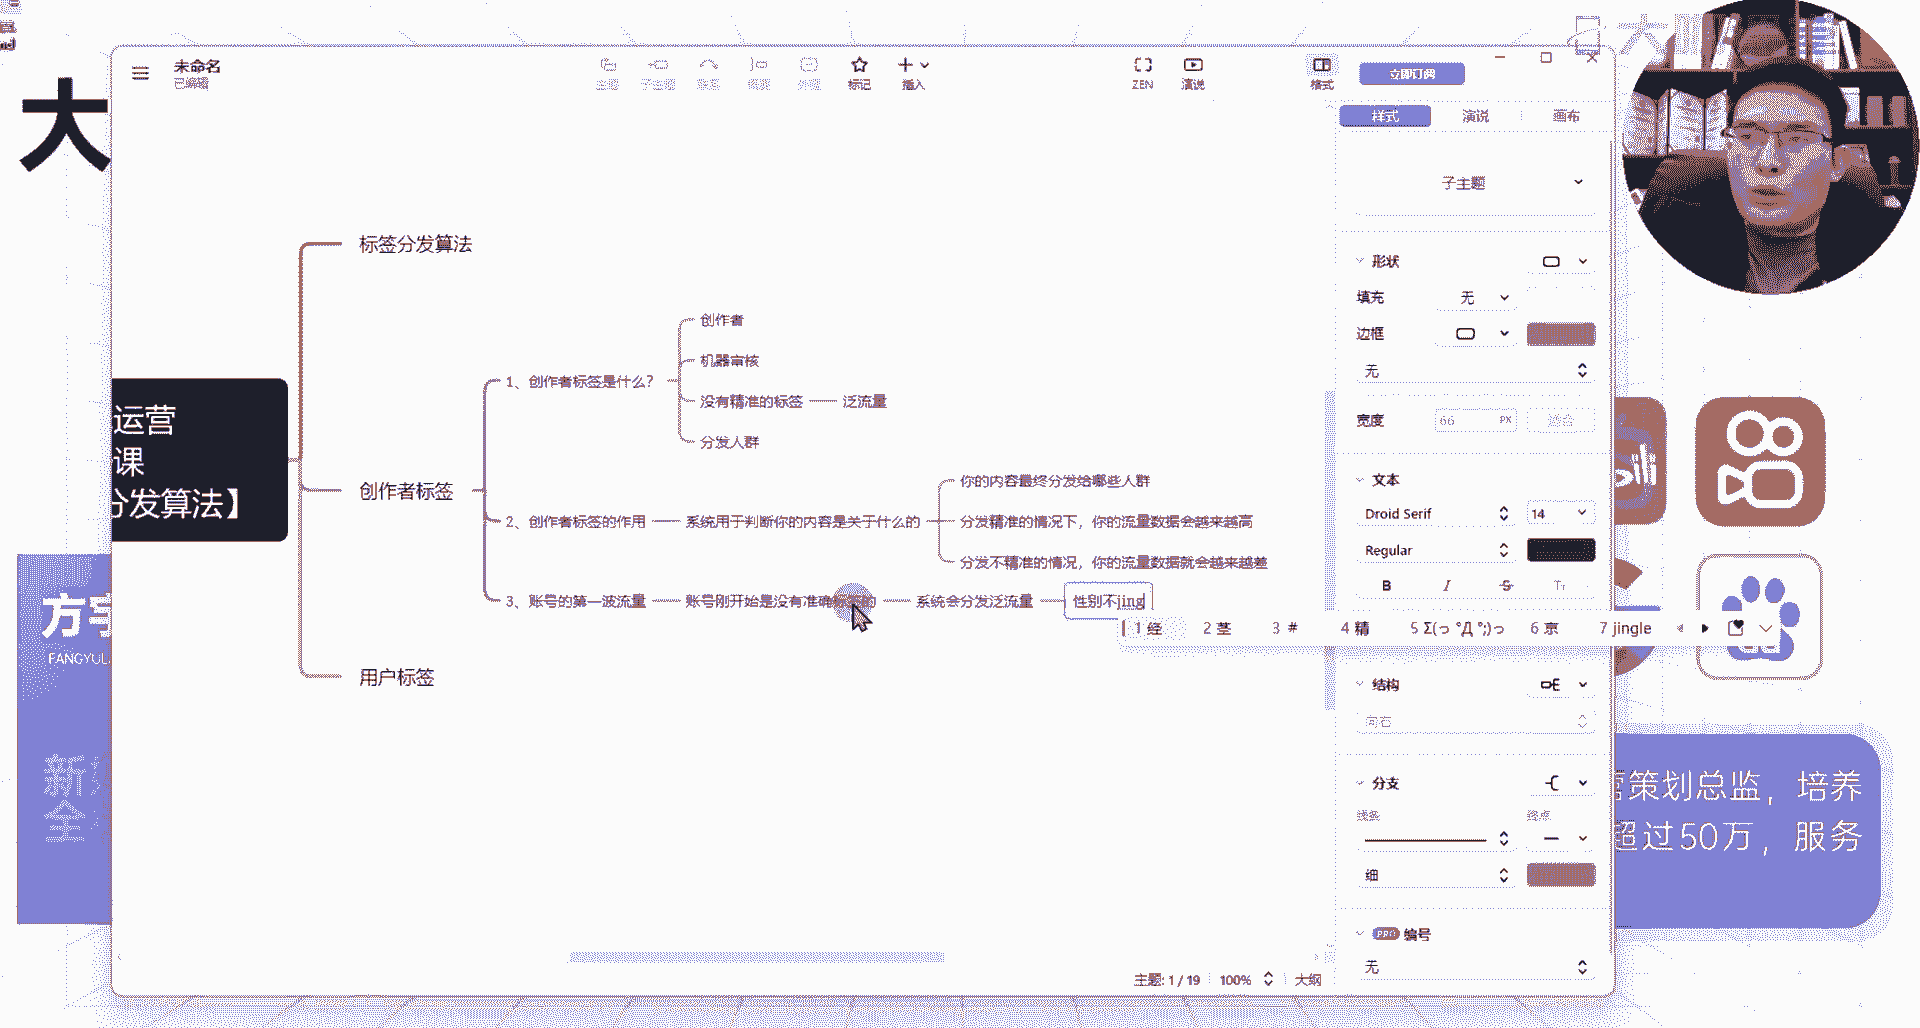 大
未命名
已编辑
主题
子主题
联系
概要
外框
标记
插入
ZEN
演说
格式
立即订阅
样式
演说
画布
子主题
形状
填充
无
边框
无
宽度
66
PX
适合
文本
Droid Serif
14
Regular
B I S Tт
结构
向右
分支
线条
终点
细
PRO 编号
无
标签分发算法
运营
课
分发算法】
创作者标签
用户标签
1、创作者标签是什么?
创作者
机器审核
没有精准的标签
泛流量
分发人群
2、创作者标签的作用
系统用于判断你的内容是关于什么的
你的内容最终分发给哪些人群
分发精准的情况下，你的流量数据会越来越高
分发不精准的情况，你的流量数据就会越来越差
3、账号的第一波流量
账号刚开始是没有准确标签的
系统会分发泛流量
性别不jing
1 经 2 茎 3 # 4 精 5 Σ(っ °Д °;)っ 6 京 7 jingle
主题: 1 / 19
100%
大纲
方宇
FANGYU
新
全
营策划总监，培养
超过50万，服务